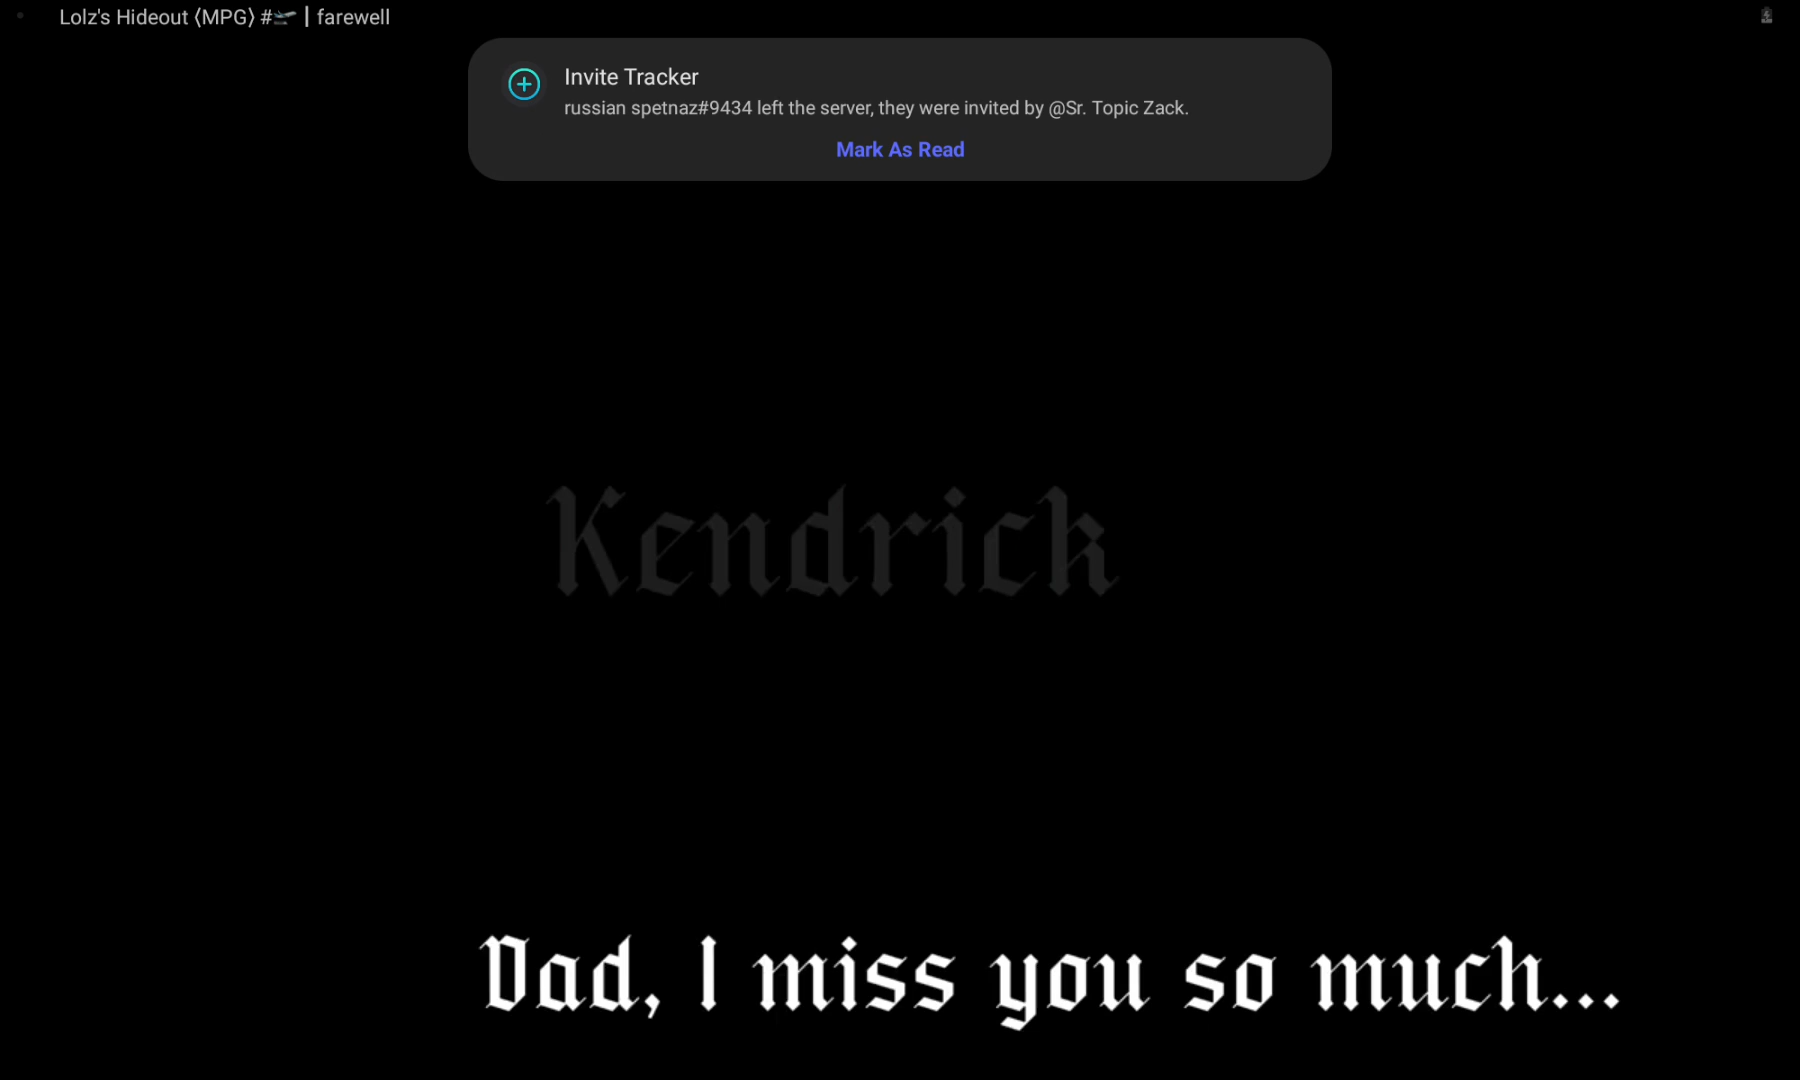 Lolz's Hideout ⟨MPG⟩ #🛫┃farewell
Invite Tracker
russian spetnaz#9434 left the server, they were invited by @Sr. Topic Zack.
Mark As Read
Kendrick
Dad, I miss you so much...